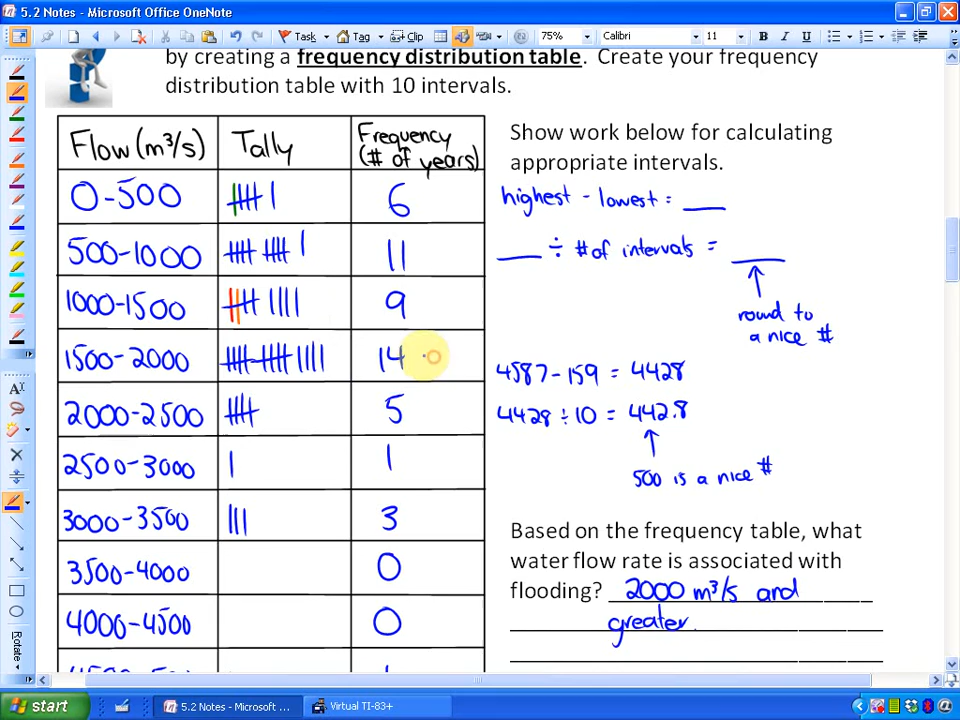 5.2 Notes - Microsoft Office OneNote
Task Tag Clip 75% Calibri 11 B I U
by creating a frequency distribution table. Create your frequency
distribution table with 10 intervals.
Flow (m³/s) Tally Frequency (# of years)
0-500 6
500-1000 11
1000-1500 9
1500-2000 14
2000-2500 5
2500-3000 1
3000-3500 3
3500-4000 0
4000-4500 0
Show work below for calculating
appropriate intervals.
highest - lowest = ___
___ ÷ # of intervals = ___
round to
a nice #
4587-159 = 4428
4428 ÷ 10 = 442.8
500 is a nice #
Based on the frequency table, what
water flow rate is associated with
flooding? 2000 m³/s and
greater.
Rotate
start 5.2 Notes - Microsoft ... Virtual TI-83+